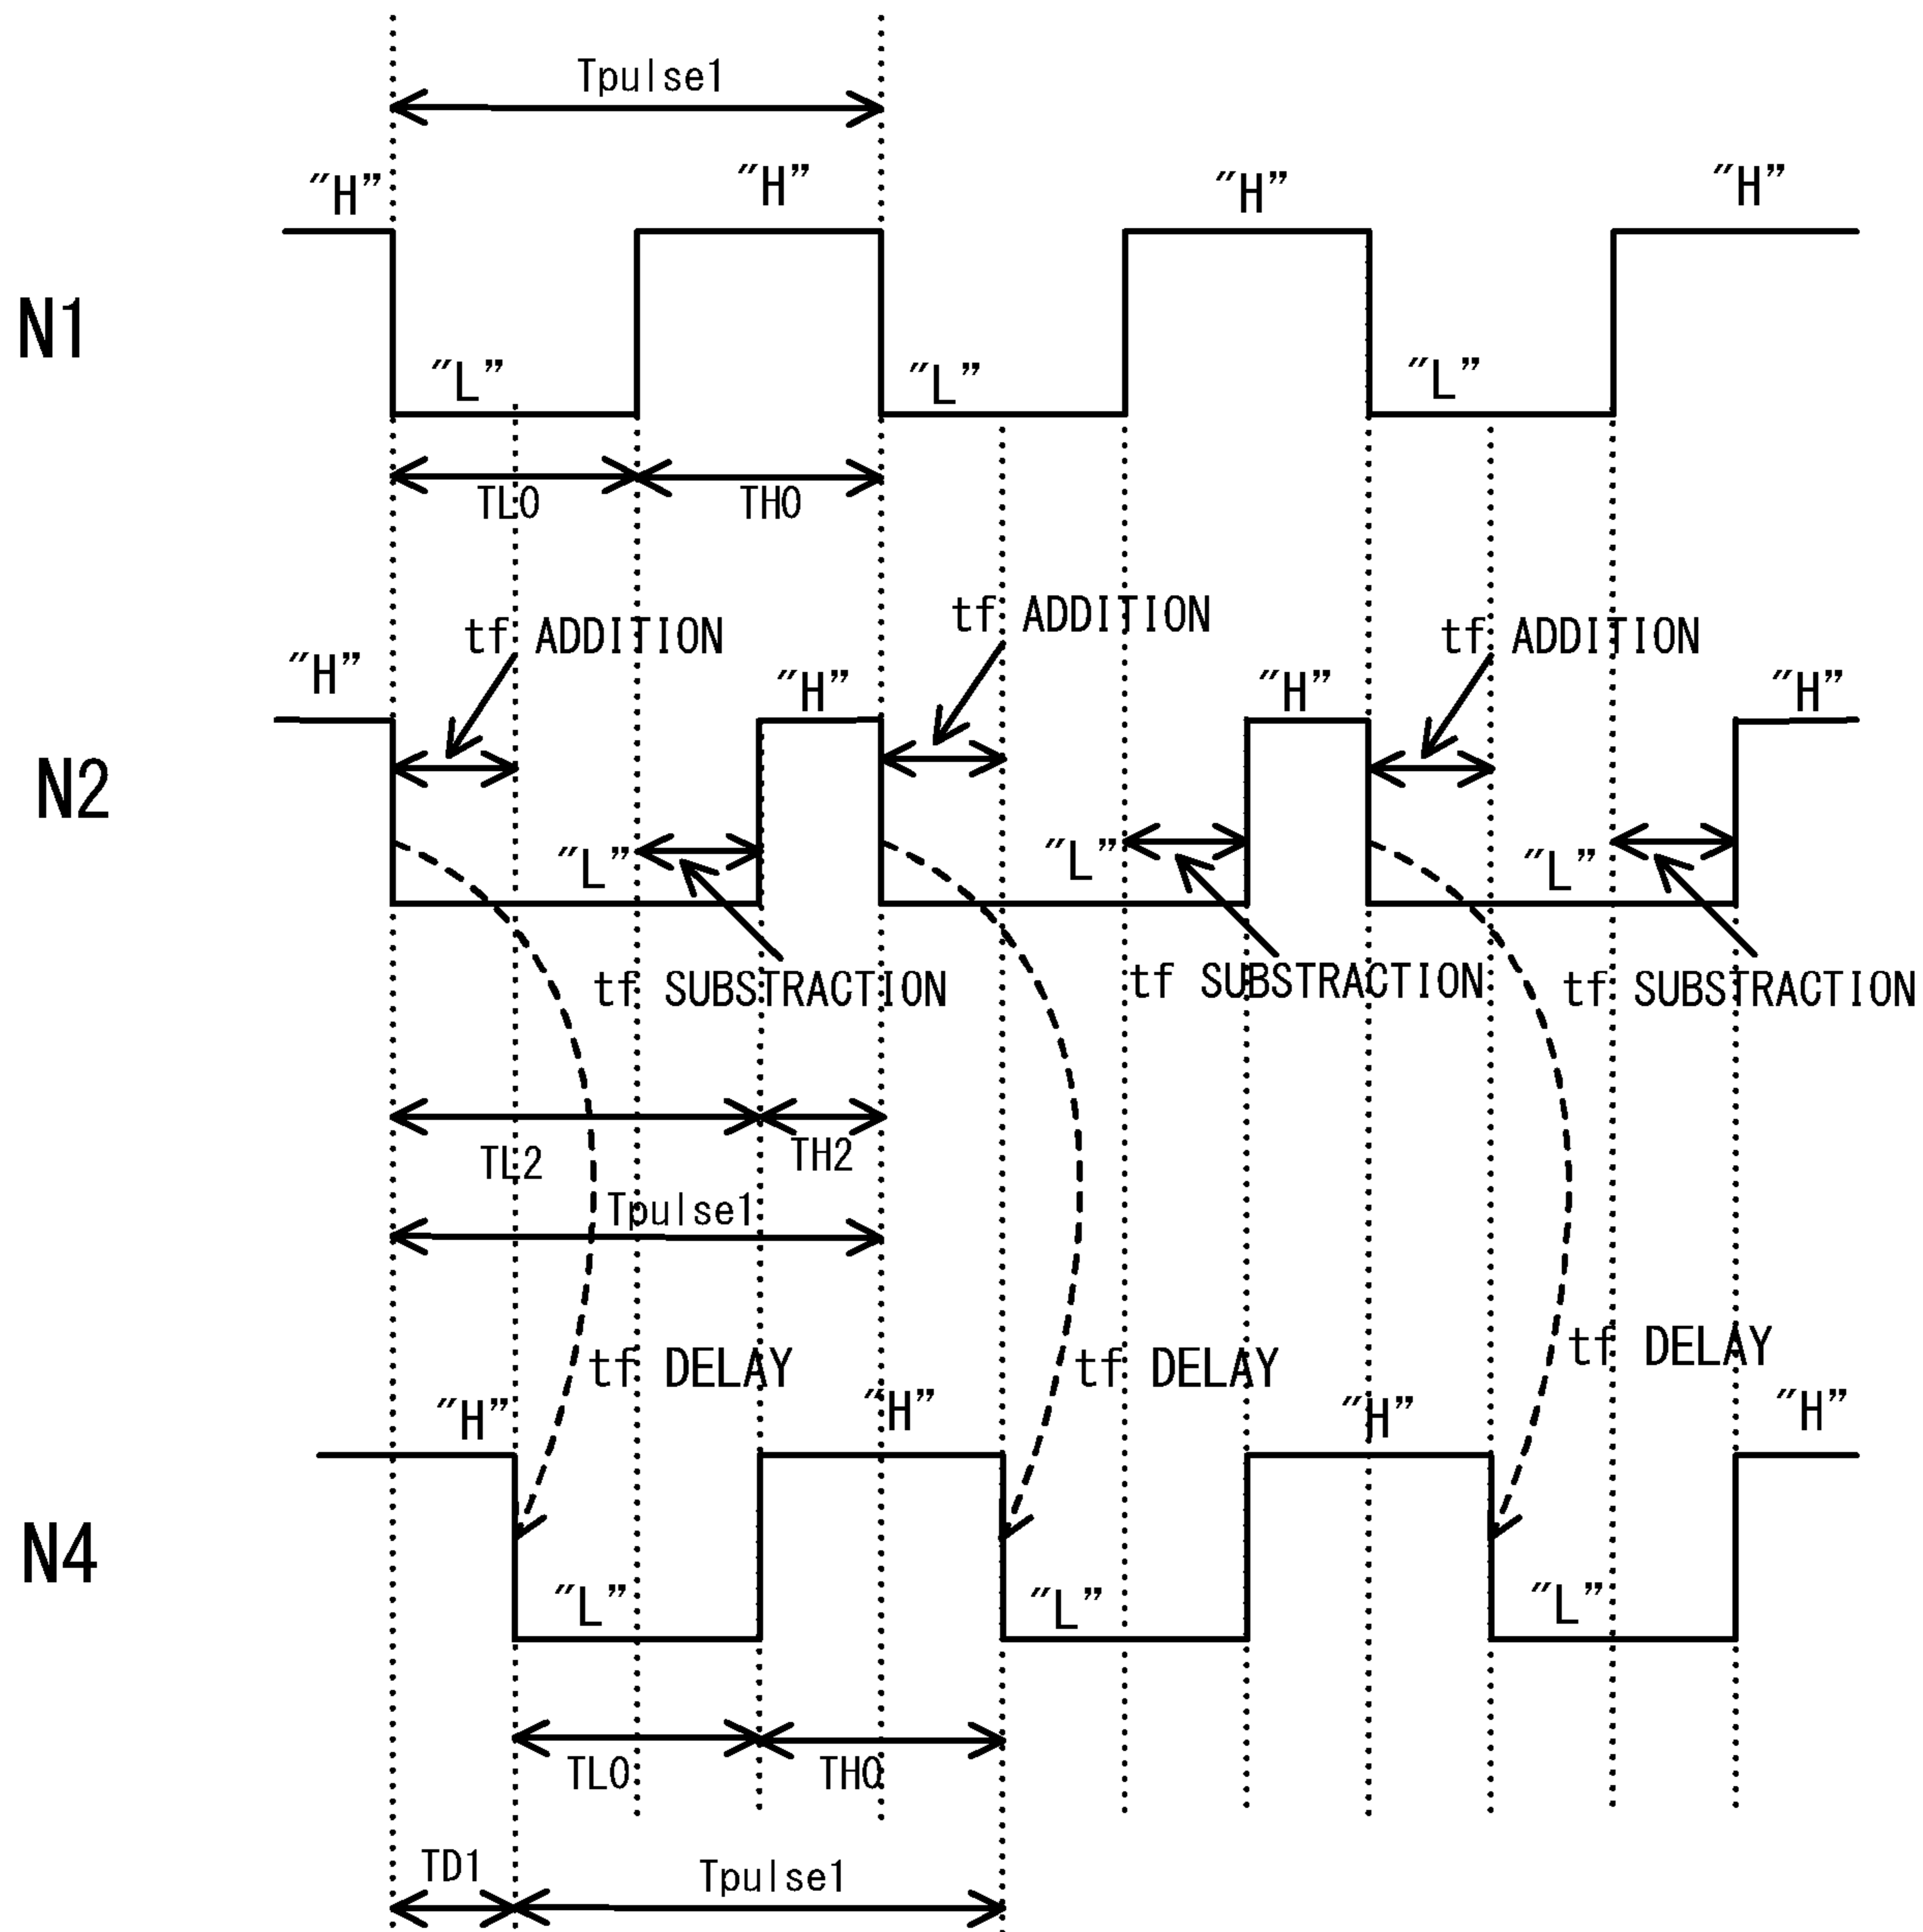 Tpulse1
"H" "H" "H" "H"
N1
"L" "L" "L"
TL0 TH0
tf ADDITION tf ADDITION tf ADDITION
"H" "H" "H" "H"
N2
"L" "L" "L"
tf SUBSTRACTION tf SUBSTRACTION tf SUBSTRACTION
TL2 TH2
Tpulse1
tf DELAY tf DELAY tf DELAY
"H" "H" "H" "H"
N4
"L" "L" "L"
TL0 TH0
TD1 Tpulse1